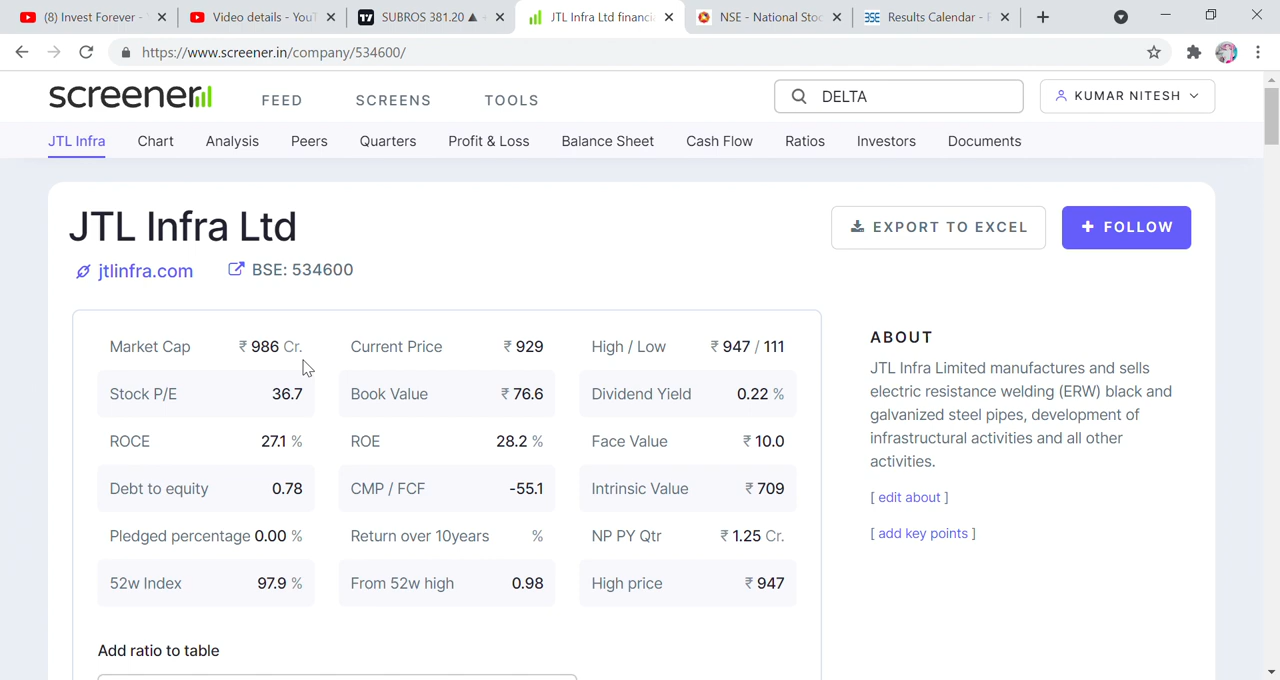 (8) Invest Forever -
Video details - YouT
SUBROS 381.20 ▲
JTL Infra Ltd financi
NSE - National Stoc
Results Calendar -
https://www.screener.in/company/534600/
screener
FEED
SCREENS
TOOLS
DELTA
KUMAR NITESH
JTL Infra
Chart
Analysis
Peers
Quarters
Profit & Loss
Balance Sheet
Cash Flow
Ratios
Investors
Documents
JTL Infra Ltd
EXPORT TO EXCEL
+ FOLLOW
jtlinfra.com
BSE: 534600
Market Cap ₹ 986 Cr.
Current Price ₹ 929
High / Low ₹ 947 / 111
Stock P/E 36.7
Book Value ₹ 76.6
Dividend Yield 0.22 %
ROCE 27.1 %
ROE 28.2 %
Face Value ₹ 10.0
Debt to equity 0.78
CMP / FCF -55.1
Intrinsic Value ₹ 709
Pledged percentage 0.00 %
Return over 10years %
NP PY Qtr ₹ 1.25 Cr.
52w Index 97.9 %
From 52w high 0.98
High price ₹ 947
Add ratio to table
ABOUT
JTL Infra Limited manufactures and sells
electric resistance welding (ERW) black and
galvanized steel pipes, development of
infrastructural activities and all other
activities.
[ edit about ]
[ add key points ]